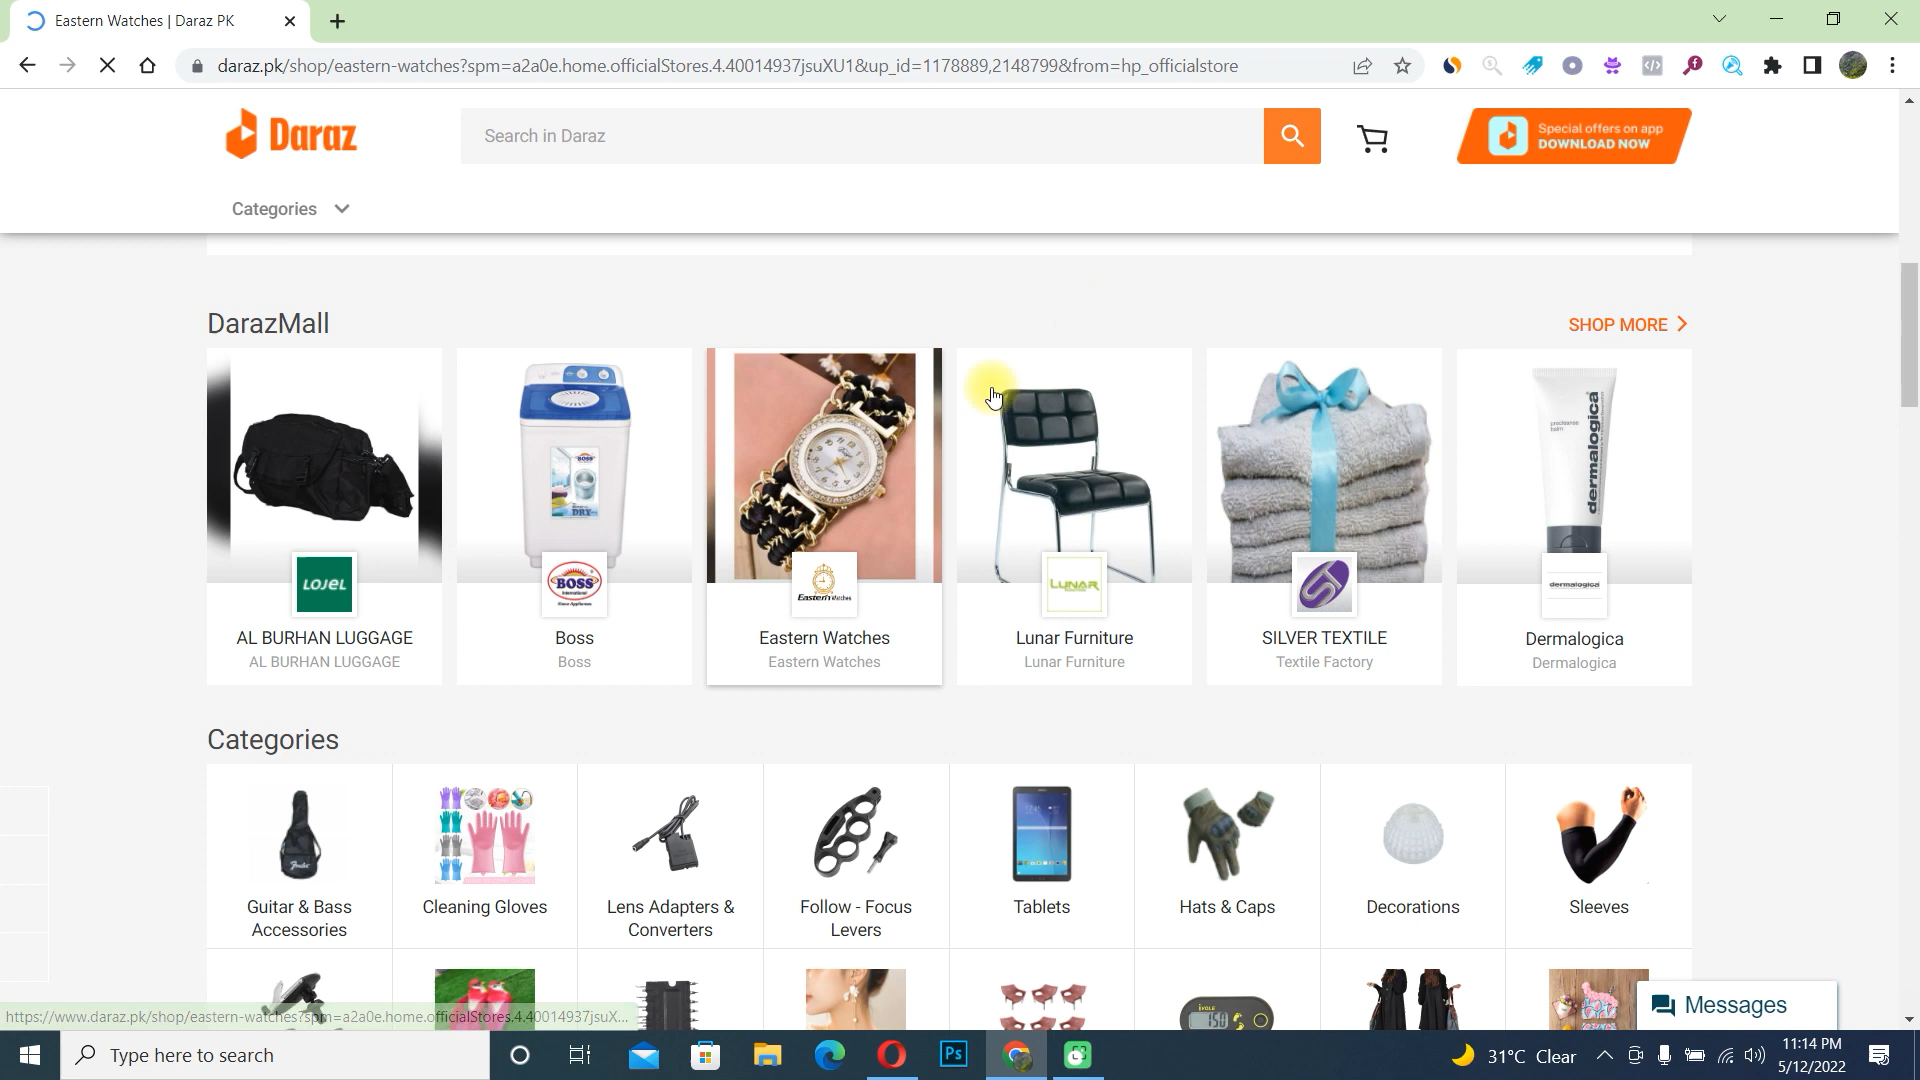 Eastern Watches | Daraz PK
daraz.pk/shop/eastern-watches?spm=a2a0e.home.officialStores.4.40014937jsuXU1&up_id=1178889,2148799&from=hp_officialstore
Daraz
Search in Daraz
Special offers on app
DOWNLOAD NOW
Categories
DarazMall
SHOP MORE
LOJEL
BOSS
Eastern Watches
LUNAR
dermalogica
dermalogica
AL BURHAN LUGGAGE
AL BURHAN LUGGAGE
Boss
Boss
Eastern Watches
Eastern Watches
Lunar Furniture
Lunar Furniture
SILVER TEXTILE
Textile Factory
Dermalogica
Dermalogica
Categories
Guitar & Bass
Accessories
Cleaning Gloves
Lens Adapters &
Converters
Follow - Focus
Levers
Tablets
Hats & Caps
Decorations
Sleeves
150
Messages
https://www.daraz.pk/shop/eastern-watches?spm=a2a0e.home.officialStores.4.40014937jsuX...
Type here to search
Ps
31°C Clear
11:14 PM
5/12/2022